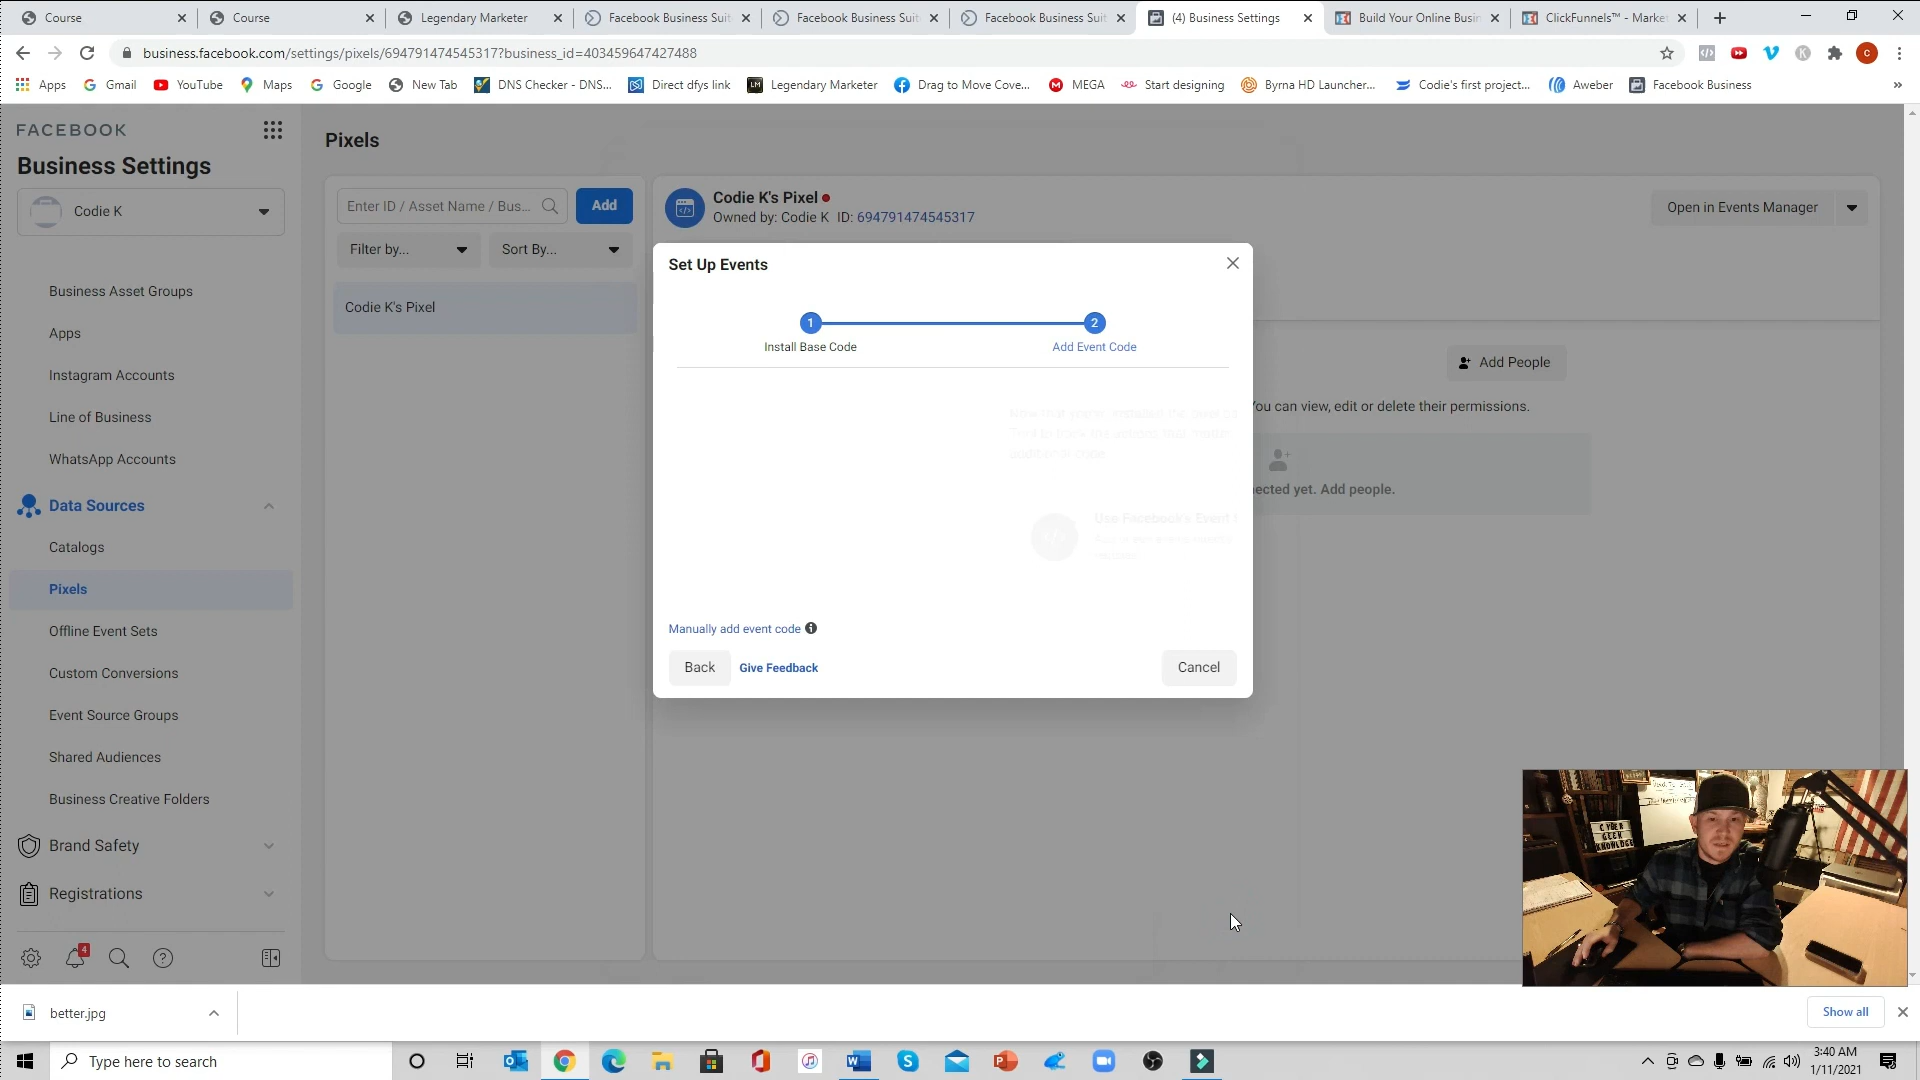 Course
Course
Legendary Marketer
Facebook Business Suit
Facebook Business Suit
Facebook Business Suit
(4) Business Settings
Build Your Online Busin
ClickFunnels™ - Market
business.facebook.com/settings/pixels/694791474545317?business_id=403459647427488
Apps
Gmail
YouTube
Maps
Google
New Tab
DNS Checker - DNS...
Direct dfys link
Legendary Marketer
Drag to Move Cove...
MEGA
Start designing
Byrna HD Launcher...
Codie's first project...
Aweber
Facebook Business
FACEBOOK
Business Settings
Codie K
Business Asset Groups
Apps
Instagram Accounts
Line of Business
WhatsApp Accounts
Data Sources
Catalogs
Pixels
Offline Event Sets
Custom Conversions
Event Source Groups
Shared Audiences
Business Creative Folders
Brand Safety
Registrations
4
Pixels
Enter ID / Asset Name / Bus...
Add
Filter by...
Sort By...
Codie K's Pixel
Codie K's Pixel
Owned by: Codie K ID: 694791474545317
Open in Events Manager
Add People
You can view, edit or delete their permissions.
ected yet. Add people.
Set Up Events
1
2
Install Base Code
Add Event Code
Use Facebook's Event
Manually add event code
Back
Give Feedback
Cancel
CYBER
GEEK
KNOWLDGE
better.jpg
Show all
Type here to search
3:40 AM
1/11/2021